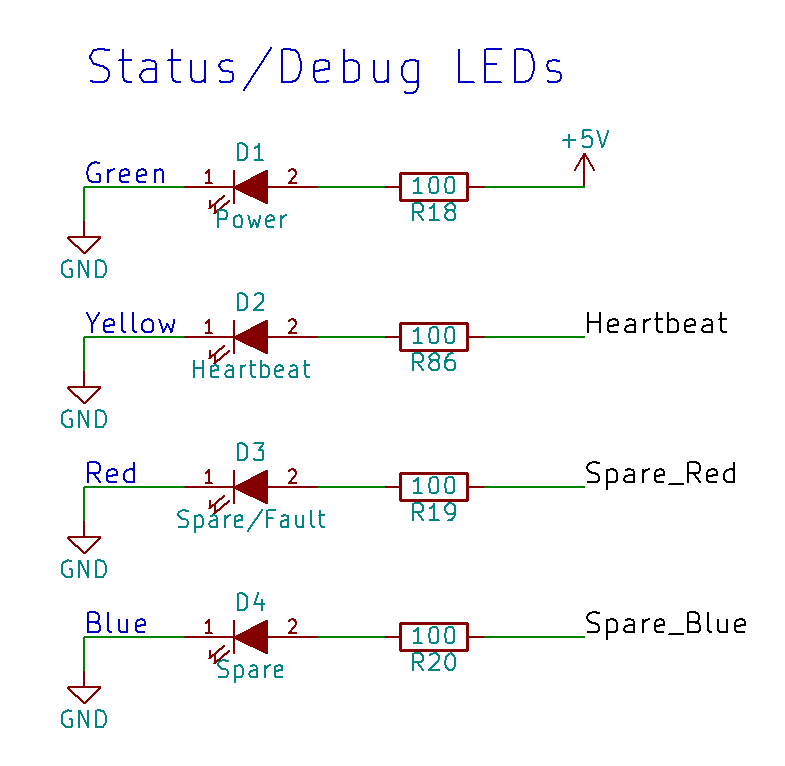 Status/Debug LEDs
+5V
D1
Green 1 2 100
Power R18
GND
D2
Yellow 1 2 100 Heartbeat
Heartbeat R86
GND
D3
Red 1 2 100 Spare_Red
Spare/Fault R19
GND
D4
Blue 1 2 100 Spare_Blue
Spare R20
GND